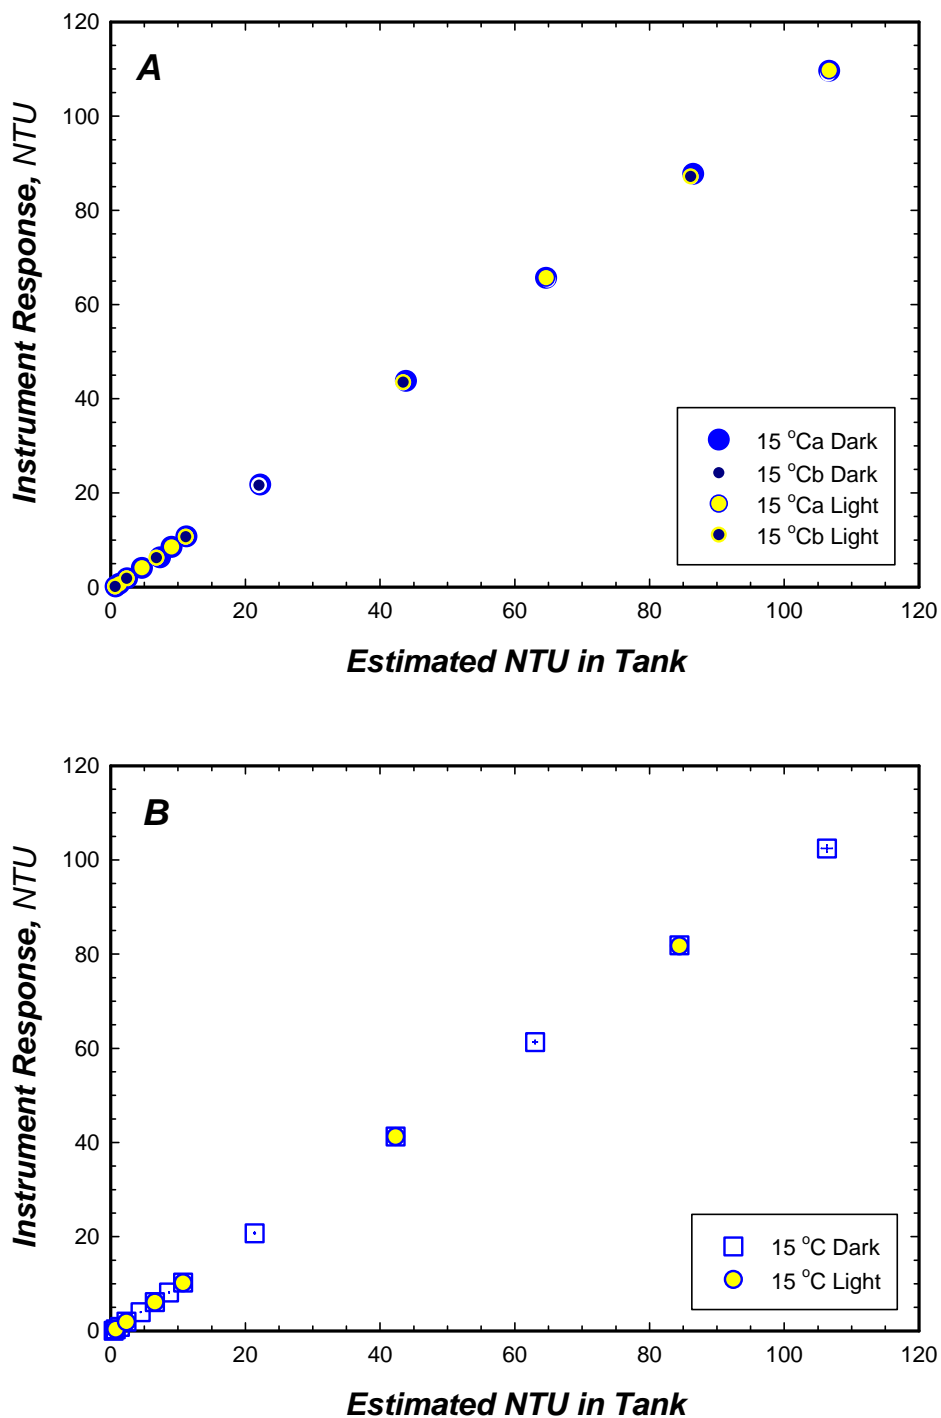 120
A
100
80
60
40
20
0
Instrument Response, NTU
15 °Ca Dark
15 °Cb Dark
15 °Ca Light
15 °Cb Light
0 20 40 60 80 100 120
Estimated NTU in Tank
120
B
100
80
60
40
20
0
Instrument Response, NTU
15 °C Dark
15 °C Light
0 20 40 60 80 100 120
Estimated NTU in Tank